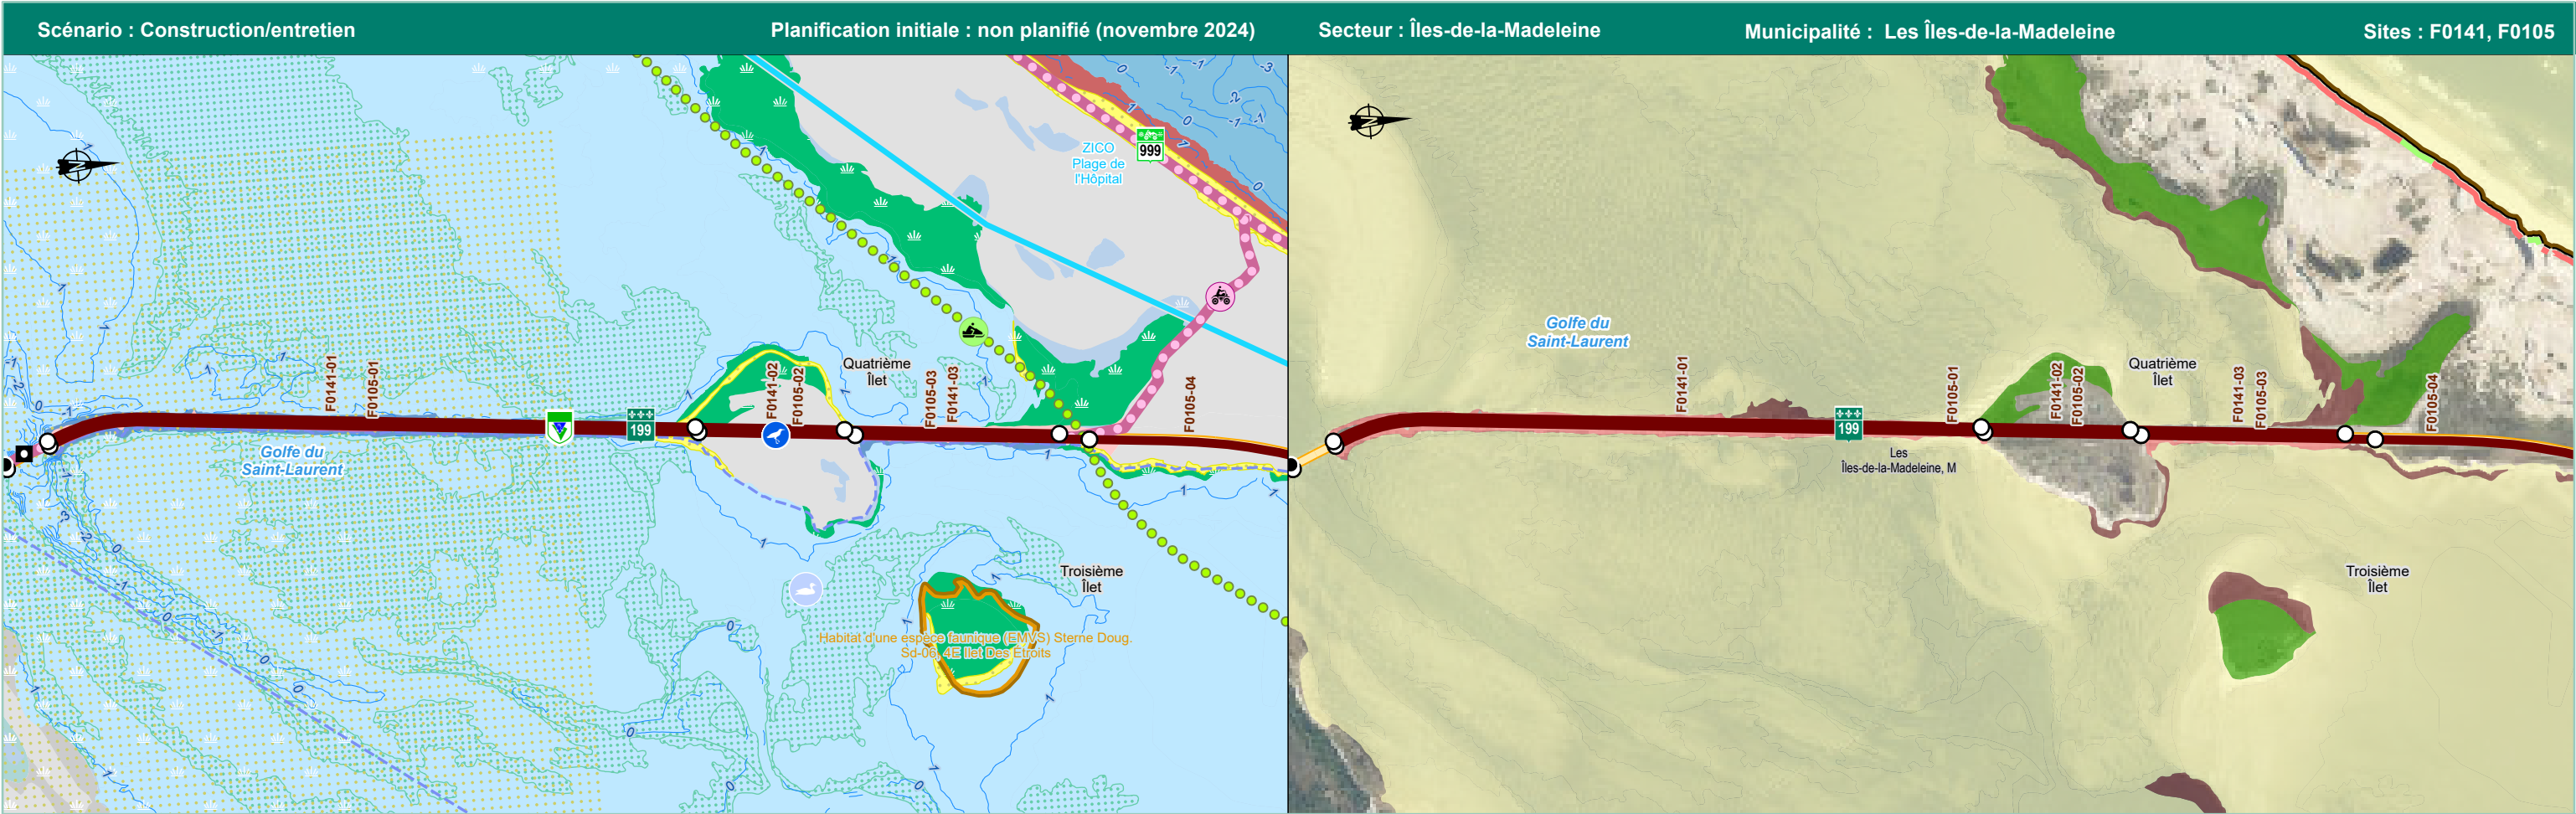 Scénario : Construction/entretien
Planification initiale : non planifié (novembre 2024)
Secteur : Îles-de-la-Madeleine
Municipalité : Les Îles-de-la-Madeleine
Sites : F0141, F0105
ZICO
Plage de
l'Hôpital
999
Quatrième
Îlet
F0141-01
F0105-01
F0141-02
F0105-02
F0105-03
F0141-03
F0105-04
199
Golfe du
Saint-Laurent
Troisième
Îlet
Habitat d'une espèce faunique (EMVS) Sterne Doug.
Sd-06, 4E Ilet Des Étroits
Golfe du
Saint-Laurent
Quatrième
Îlet
F0141-01
F0105-01
F0141-02
F0105-02
F0141-03
F0105-03
F0105-04
199
Les
Îles-de-la-Madeleine, M
Troisième
Îlet